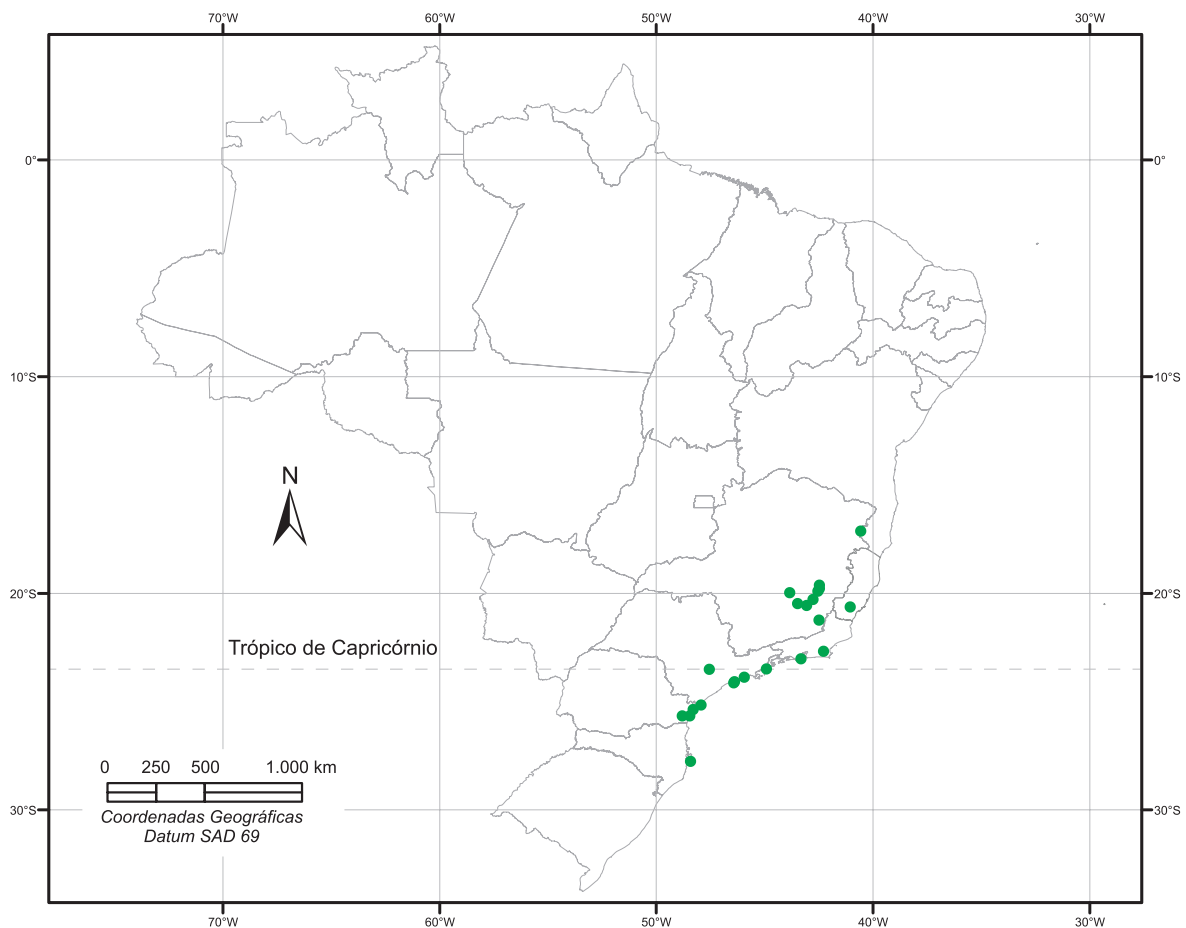 70°W 60°W 50°W 40°W 30°W
0° 0°
10°S 10°S
N
20°S 20°S
Trópico de Capricórnio
0 250 500 1.000 km
30°S 30°S
Coordenadas Geográficas
Datum SAD 69
70°W 60°W 50°W 40°W 30°W